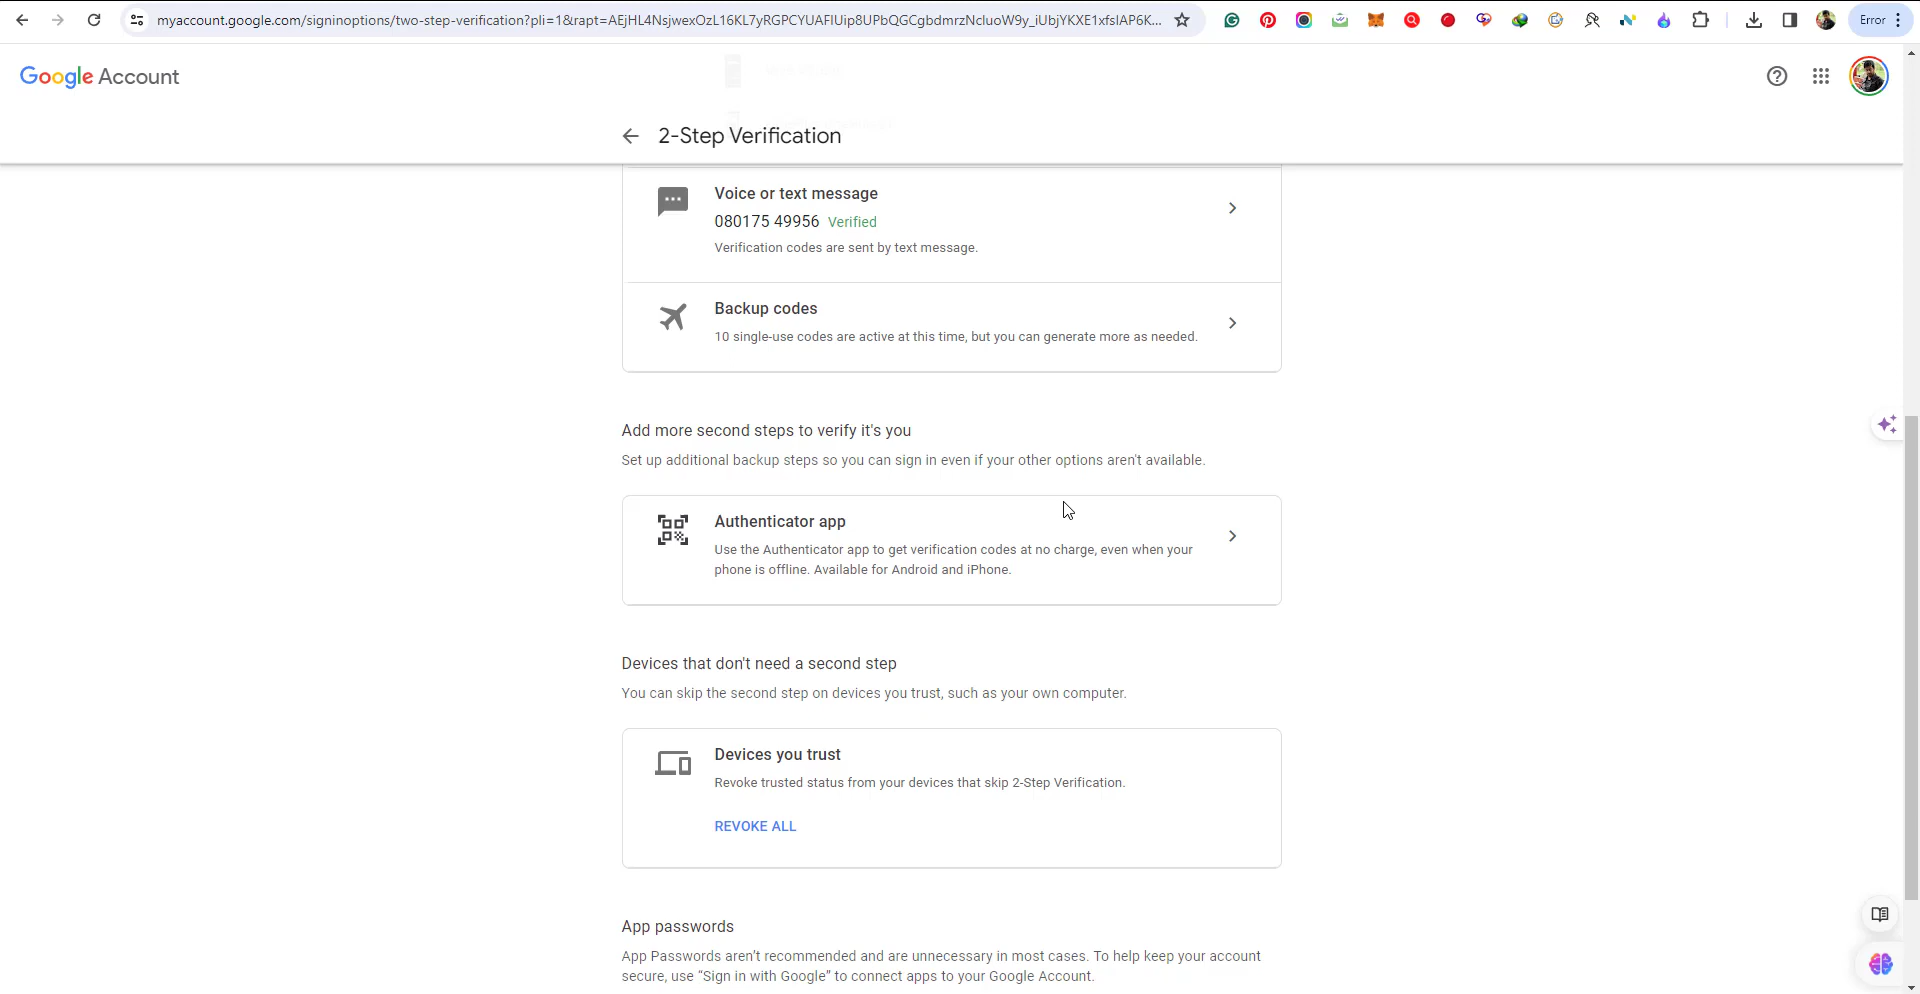 myaccount.google.com/signinoptions/two-step-verification?pli=1&rapt=AEjHL4NsjwexOzL16KL7yRGPCYUAFIUip8UPbQGCgbdmrzNcluoW9y_iUbjYKXE1xfsIAP6K...
Error
Google Account
2-Step Verification
Voice or text message
080175 49956 Verified
Verification codes are sent by text message.
Backup codes
10 single-use codes are active at this time, but you can generate more as needed.
Add more second steps to verify it's you
Set up additional backup steps so you can sign in even if your other options aren't available.
Authenticator app
Use the Authenticator app to get verification codes at no charge, even when your
phone is offline. Available for Android and iPhone.
Devices that don't need a second step
You can skip the second step on devices you trust, such as your own computer.
Devices you trust
Revoke trusted status from your devices that skip 2-Step Verification.
REVOKE ALL
App passwords
App Passwords aren’t recommended and are unnecessary in most cases. To help keep your account
secure, use “Sign in with Google” to connect apps to your Google Account.